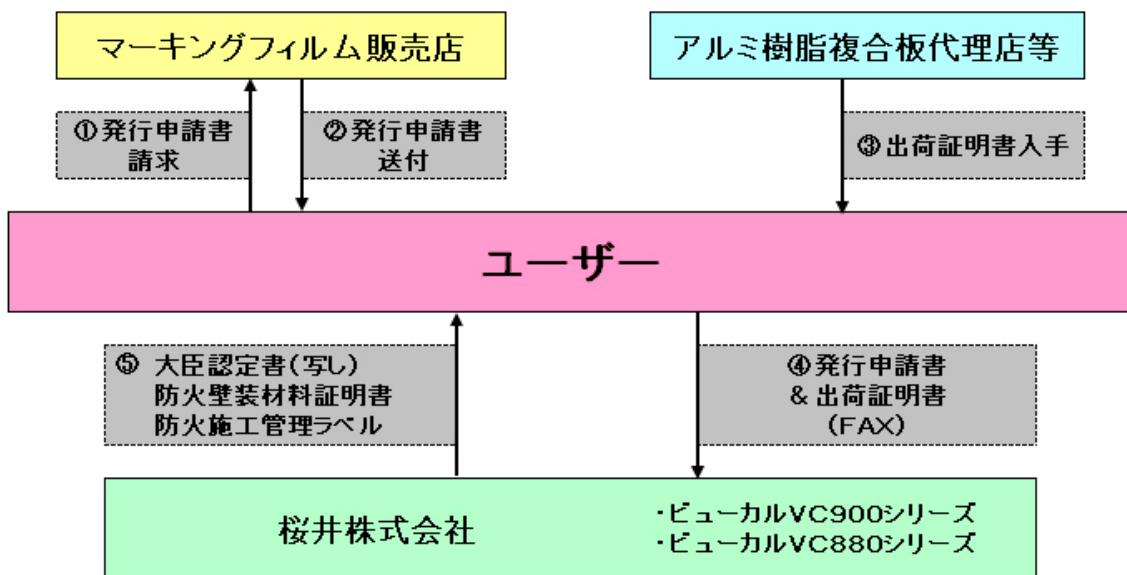 マーキングフィルム販売店
アルミ樹脂複合板代理店等
①発行申請書
請求
②発行申請書
送付
③出荷証明書入手
ユーザー
⑤ 大臣認定書(写し)
防火壁装材料証明書
防火施工管理ラベル
④発行申請書
&出荷証明書
(FAX)
桜井株式会社
・ビューカルVC900シリーズ
・ビューカルVC880シリーズ